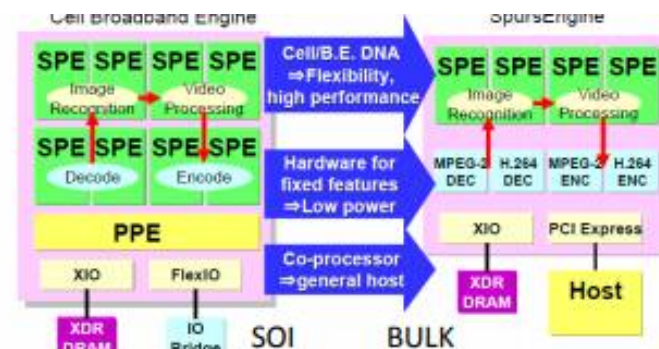 Cell Broadband Engine
SPE SPE SPE SPE
Image
Recognition
Video
Processing
SPE SPE SPE SPE
Decode
Encode
PPE
XIO
FlexIO
XDR
DRAM
IO
Bridge
Cell/B.E. DNA
⇒Flexibility,
high performance
Hardware for
fixed features
⇒Low power
Co-processor
⇒general host
SOI
BULK
SpursEngine
SPE SPE SPE SPE
Image
Recognition
Video
Processing
MPEG-2
DEC
H.264
DEC
MPEG-2
ENC
H.264
ENC
XIO
PCI Express
XDR
DRAM
Host